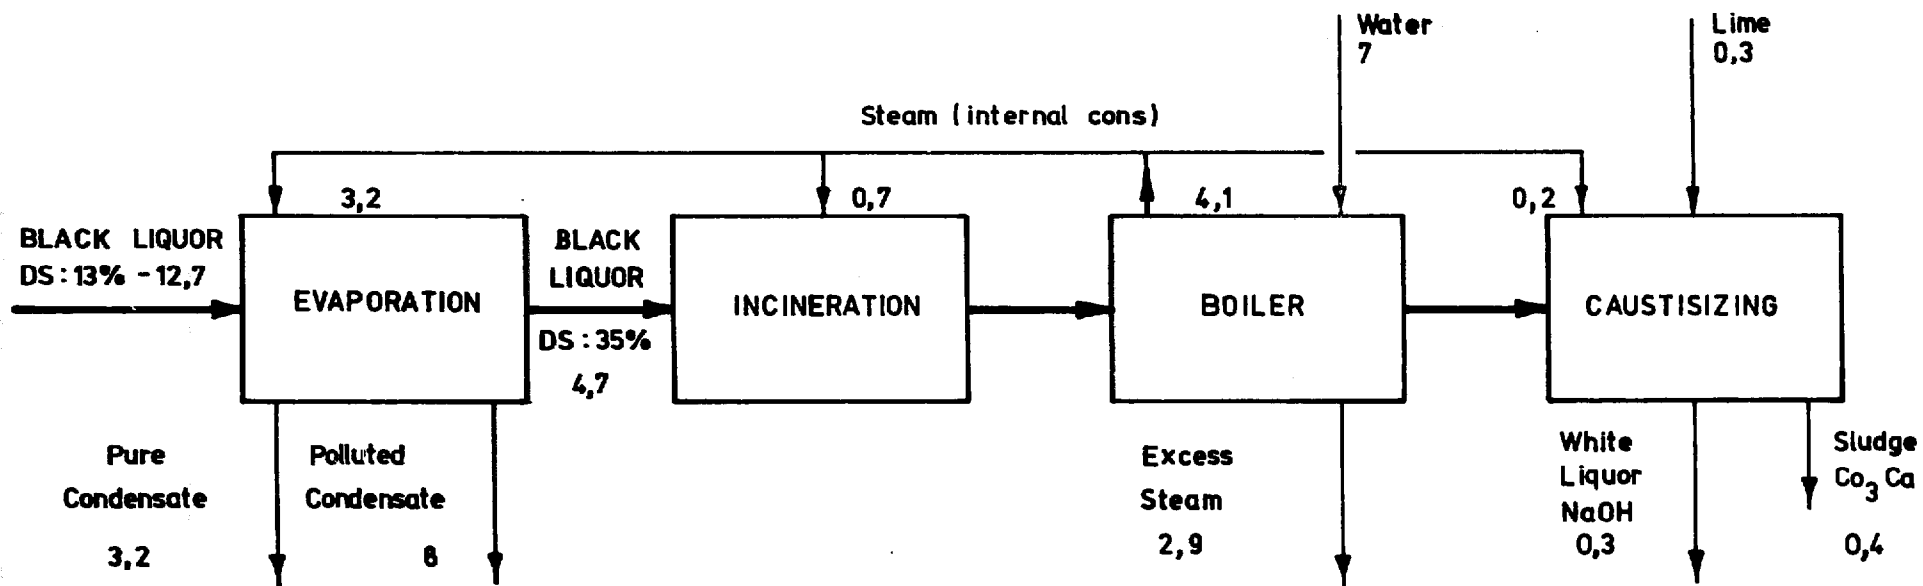 Water
7
Lime
0,3
Steam (internal cons)
3,2
0,7
4,1
0,2
BLACK LIQUOR
DS:13% -12,7
EVAPORATION
BLACK
LIQUOR
DS:35%
4,7
INCINERATION
BOILER
CAUSTISIZING
Pure
Condensate
3,2
Polluted
Condensate
8
Excess
Steam
2,9
White
Liquor
NaOH
0,3
Sludge
Co₃Ca
0,4